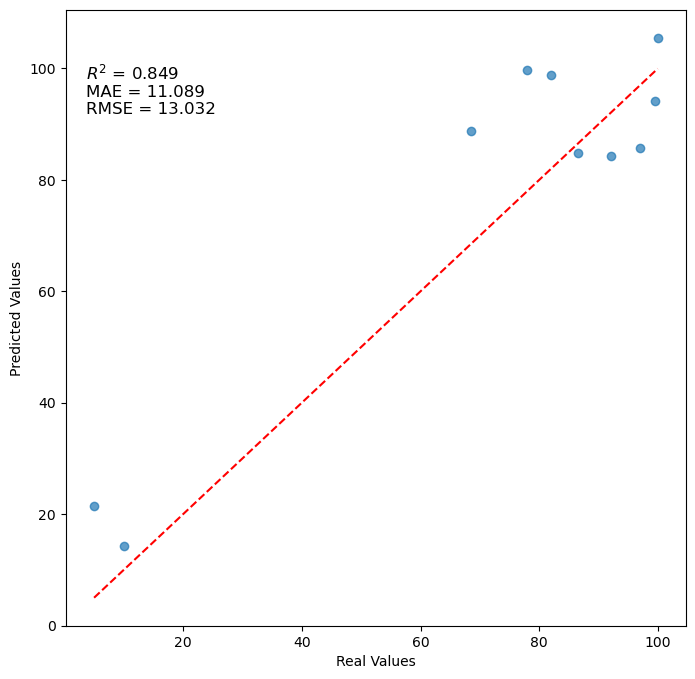 R² = 0.849
MAE = 11.089
RMSE = 13.032
100
80
60
40
20
0
Predicted Values
20 40 60 80 100
Real Values